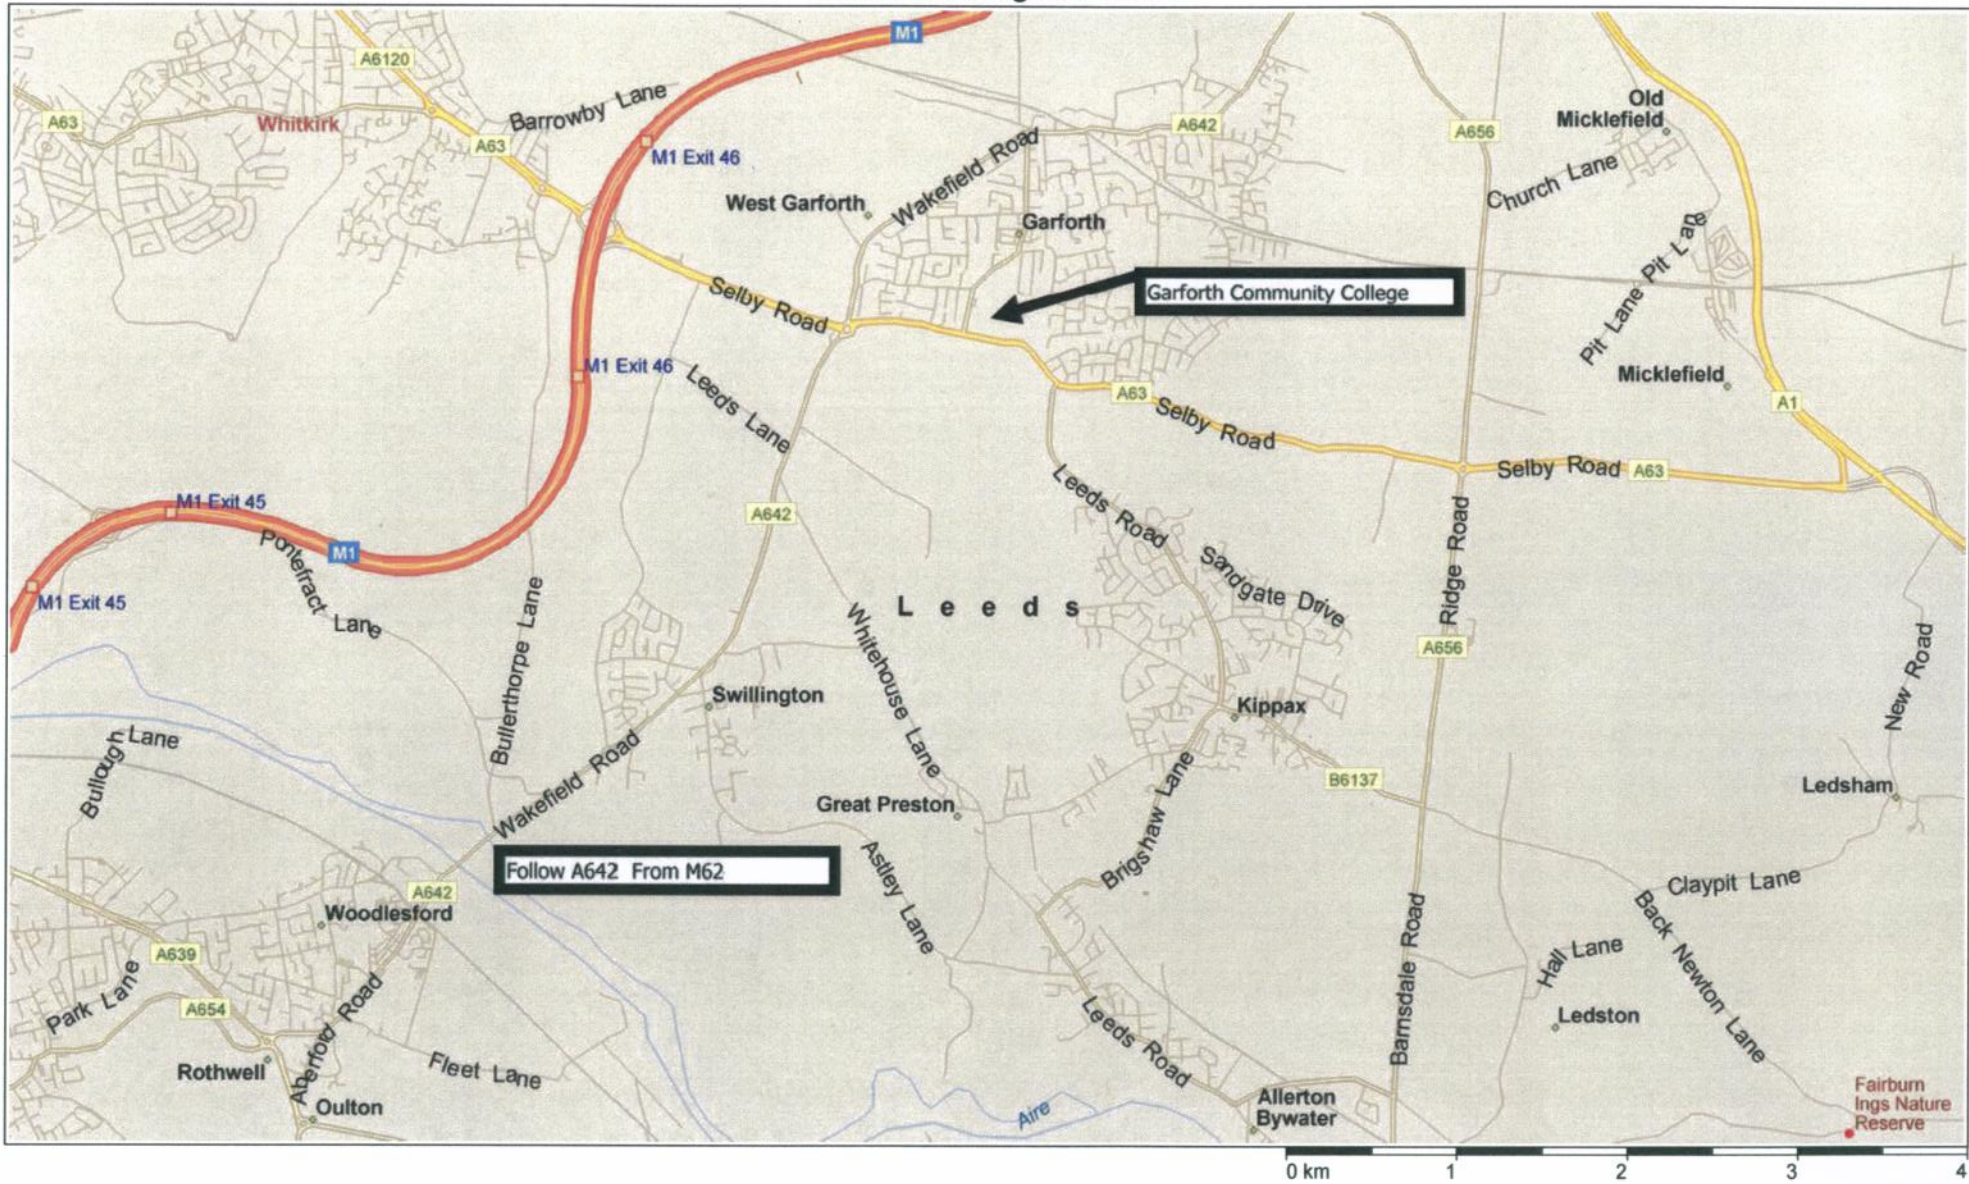 M1
A6120
Barrowby Lane
A63
Whitkirk
A63
M1 Exit 46
Wakefield Road
A642
A656
Old
Micklefield
Church Lane
West Garforth
Garforth
Pit Lane Pit Lane
Selby Road
Garforth Community College
M1 Exit 46
Leeds Lane
Micklefield
A63
Selby Road
A1
Selby Road
A63
M1 Exit 45
A642
Leeds Road
Pontefract Lane
M1
Sandgate Drive
Ridge Road
M1 Exit 45
Leeds
Bullerthorpe Lane
Whitehouse Lane
A656
New Road
Swillington
Kippax
Bullough Lane
Wakefield Road
B6137
Ledsham
Great Preston
Brigshaw Lane
Follow A642 From M62
Astley Lane
Claypit Lane
A642
Woodlesford
Back Newton Lane
Barnsdale Road
A639
Hall Lane
Park Lane
A654
Aberford Road
Ledston
Leeds Road
Rothwell
Fleet Lane
Oulton
Aire
Allerton
Bywater
Fairburn
Ings Nature
Reserve
0 km 1 2 3 4